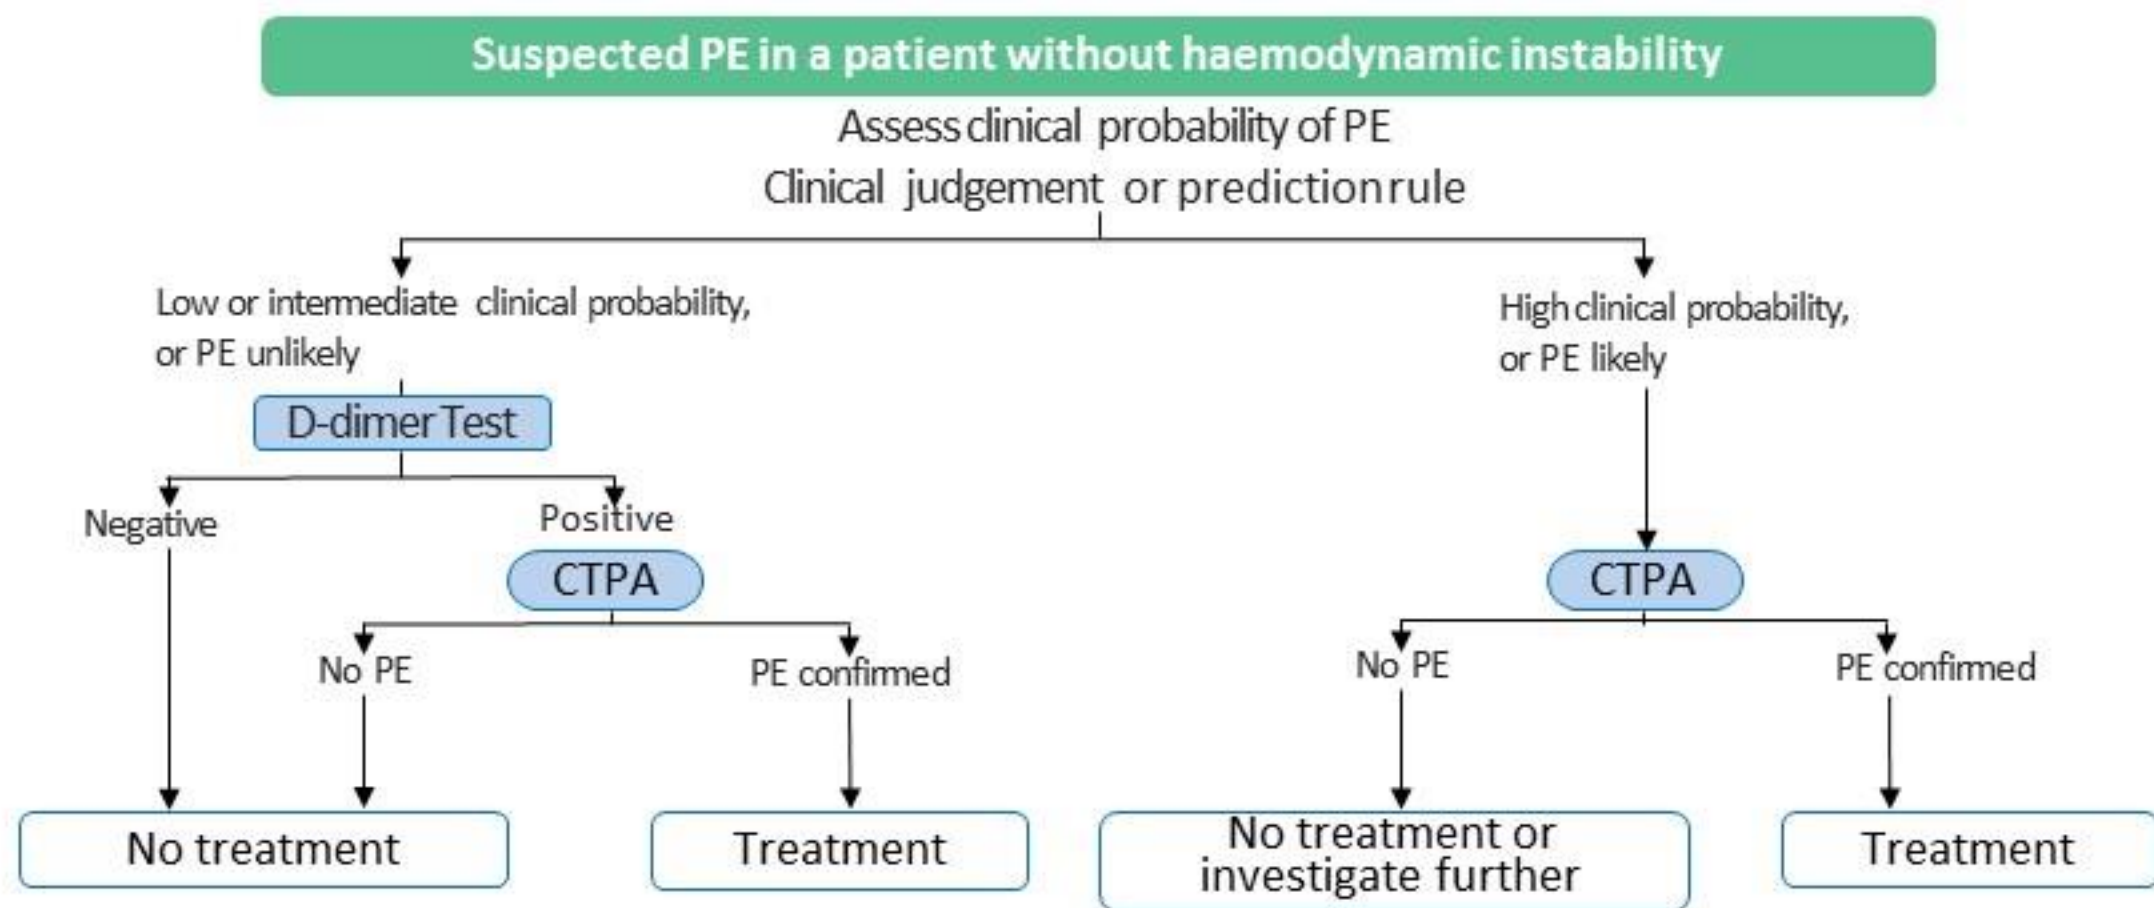 Suspected PE in a patient without haemodynamic instability
Assess clinical probability of PE
Clinical judgement or prediction rule
Low or intermediate clinical probability,
or PE unlikely
High clinical probability,
or PE likely
D-dimer Test
Negative
Positive
CTPA
CTPA
No PE
PE confirmed
No PE
PE confirmed
No treatment
Treatment
No treatment or
investigate further
Treatment